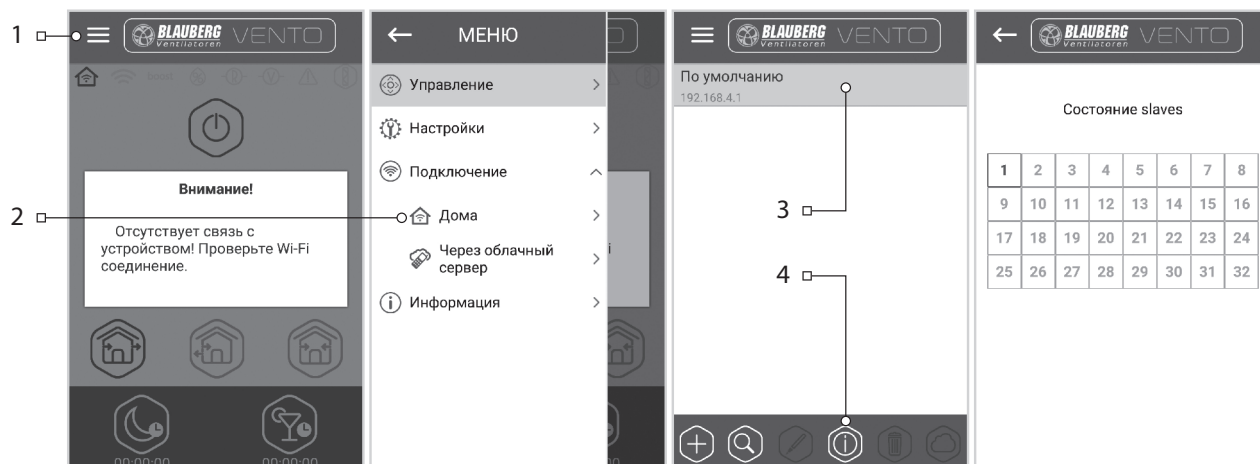 1
BLAUBERG
Ventilatoren
VENTO
boost
Внимание!
Отсутствует связь с
устройством! Проверьте Wi-Fi
соединение.
00:00:00
00:00:00
2
МЕНЮ
Управление
Настройки
Подключение
Дома
Через облачный
сервер
Информация
BLAUBERG
Ventilatoren
VENTO
По умолчанию
192.168.4.1
3
4
BLAUBERG
Ventilatoren
VENTO
Состояние slaves
1 2 3 4 5 6 7 8
9 10 11 12 13 14 15 16
17 18 19 20 21 22 23 24
25 26 27 28 29 30 31 32